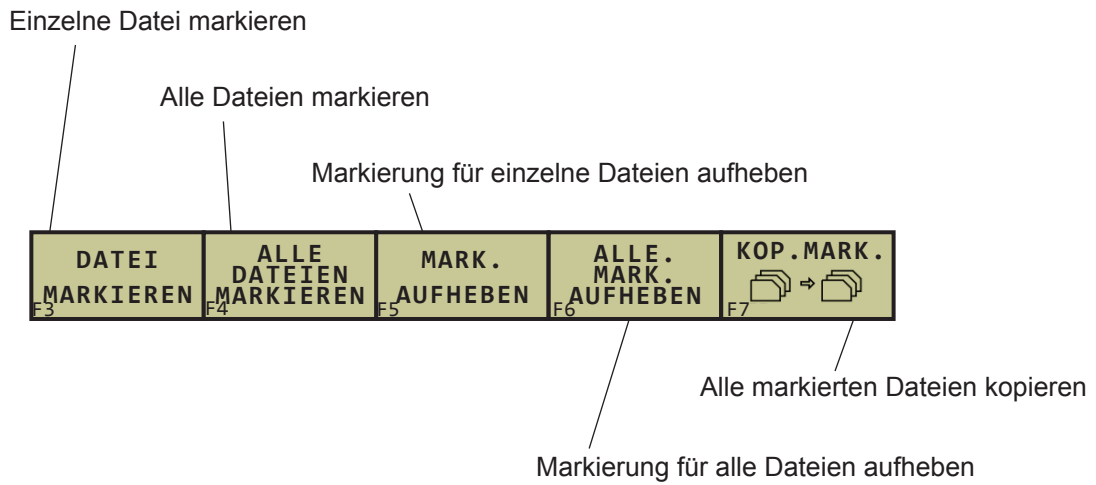 Einzelne Datei markieren
Alle Dateien markieren
Markierung für einzelne Dateien aufheben
DATEI
MARKIEREN
F3
ALLE
DATEIEN
MARKIEREN
F4
MARK.
AUFHEBEN
F5
ALLE.
MARK.
AUFHEBEN
F6
KOP.MARK.
F7
Alle markierten Dateien kopieren
Markierung für alle Dateien aufheben